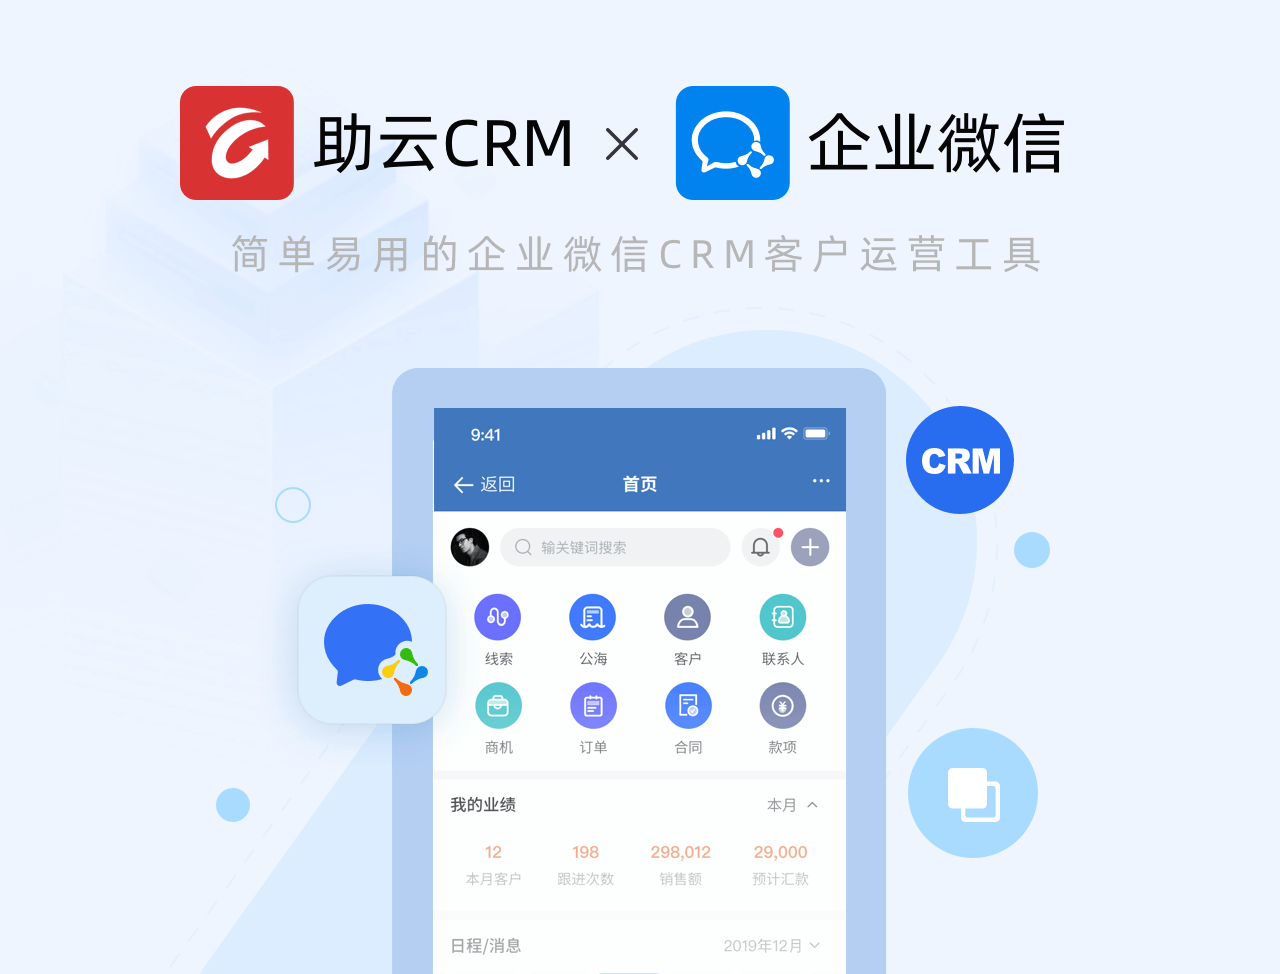 助云CRM × 企业微信
简单易用的企业微信CRM客户运营工具
9:41
返回 首页 ···
CRM
输关键词搜索
线索 公海 客户 联系人
商机 订单 合同 款项
我的业绩 本月
12 198 298,012 29,000
本月客户 跟进次数 销售额 预计汇款
日程/消息 2019年12月